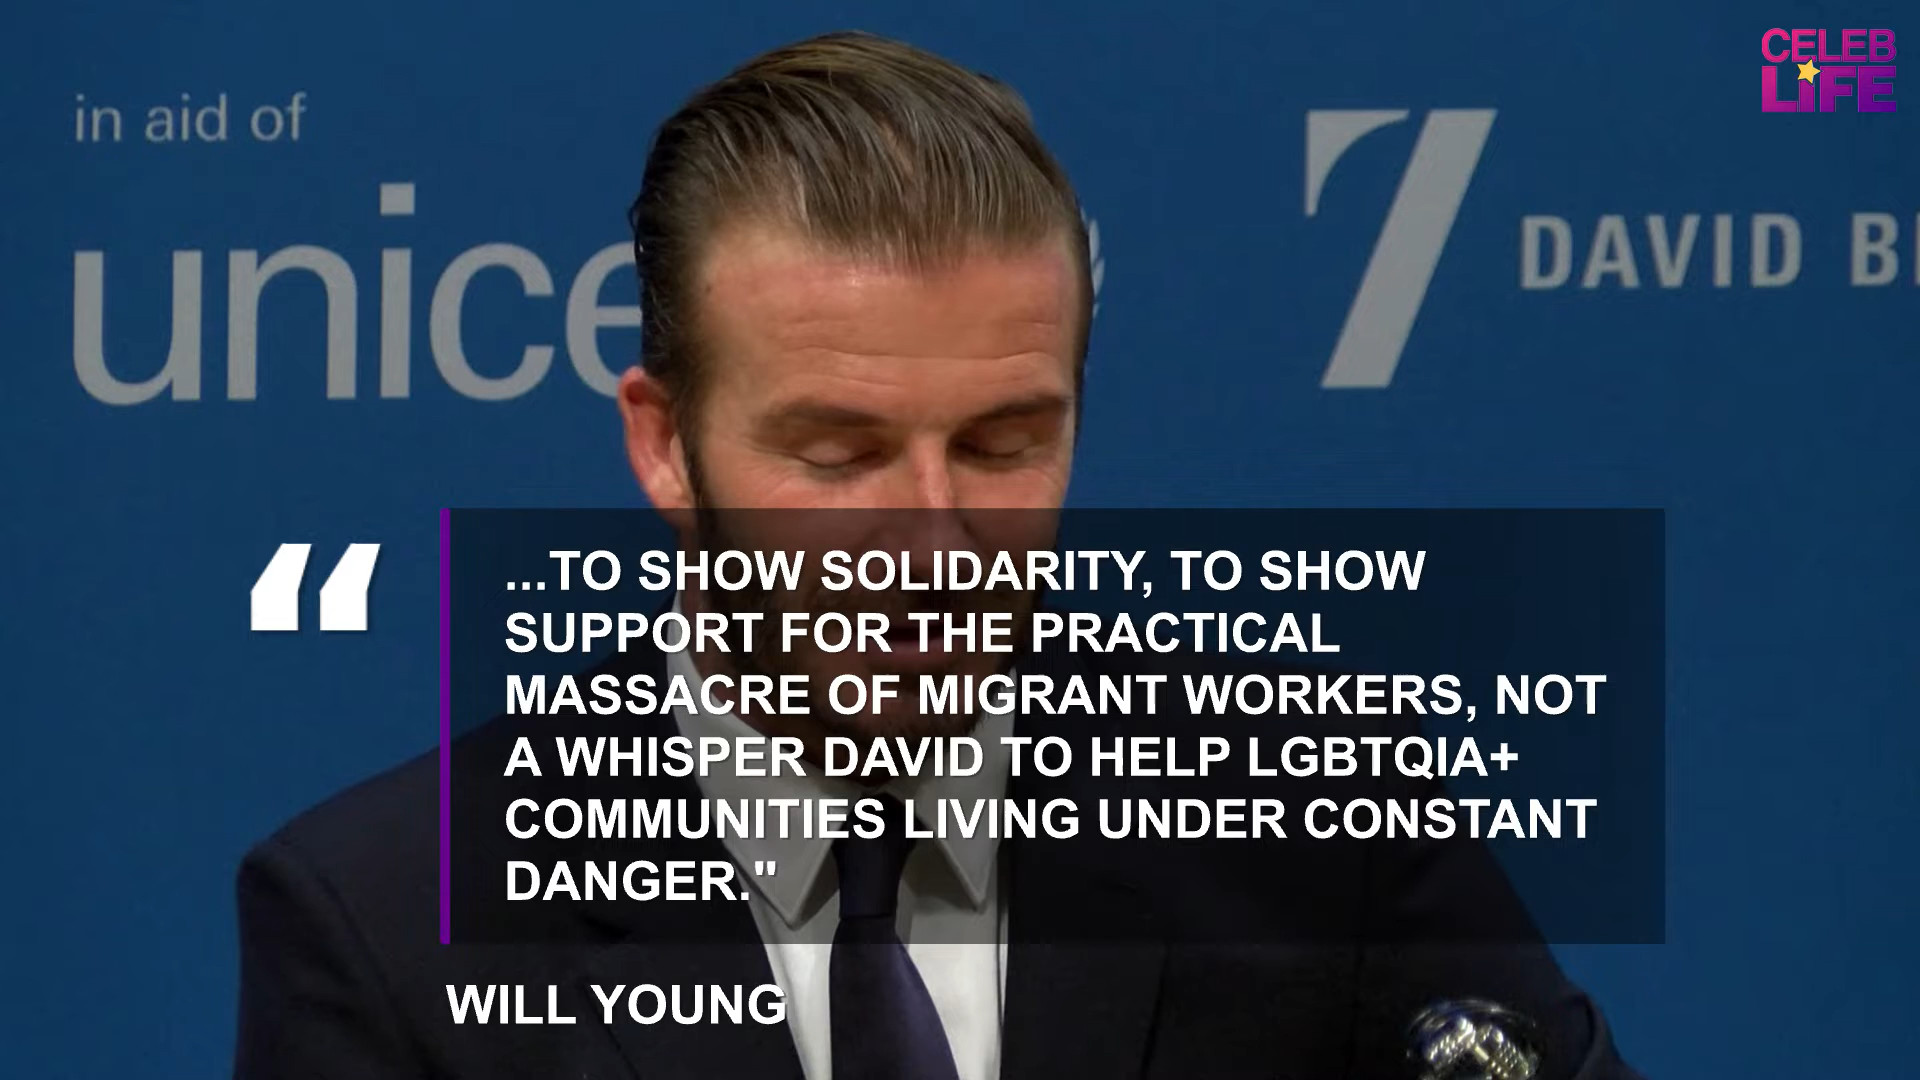 CELEB
LIFE
in aid of
unice
7
DAVID B
“
...TO SHOW SOLIDARITY, TO SHOW
SUPPORT FOR THE PRACTICAL
MASSACRE OF MIGRANT WORKERS, NOT
A WHISPER DAVID TO HELP LGBTQIA+
COMMUNITIES LIVING UNDER CONSTANT
DANGER."
WILL YOUNG